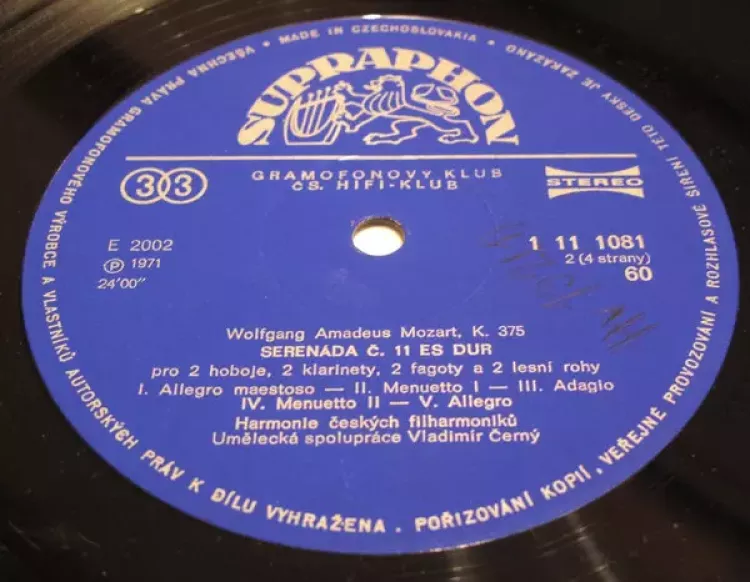 VŠECHNA PRÁVA GRAMOFONOVÉHO VÝROBCE A VLASTNÍKŮ AUTORSKÝCH PRÁV K DÍLU VYHRAŽENA . POŘIZOVÁNÍ KOPIÍ, VEŘEJNÉ PROVOZOVÁNÍ A ROZHLASOVÉ ŠÍŘENÍ TÉTO DESKY JE ZAKÁZÁNO • MADE IN CZECHOSLOVAKIA •
SUPRAPHON
33
GRAMOFONOVÝ KLUB
ČS. HIFI-KLUB
STEREO
E 2002
Ⓟ 1971
24'00"
1 11 1081
2 (4 strany)
60
Wolfgang Amadeus Mozart, K. 375
SERENÁDA Č. 11 ES DUR
pro 2 hoboje, 2 klarinety, 2 fagoty a 2 lesní rohy
I. Allegro maestoso — II. Menuetto I — III. Adagio
IV. Menuetto II — V. Allegro
Harmonie českých filharmoniků
Umělecká spolupráce Vladimír Černý